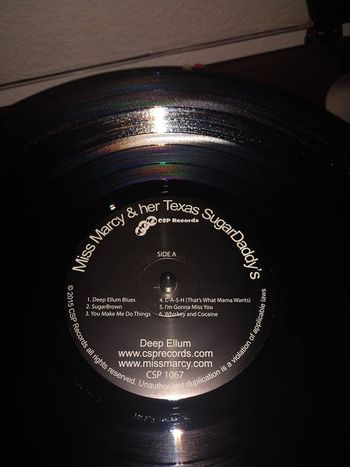 Miss Marcy & her Texas SugarDaddy's
CSP Records
SIDE A
1. Deep Ellum Blues
2. SugarBrown
3. You Make Me Do Things
4. C-A-S-H (That's What Mama Wants)
5. I'm Gonna Miss You
6. Whiskey and Cocaine
Deep Ellum
www.csprecords.com
www.missmarcy.com
CSP 1067
© 2015 CSP Records all rights reserved. Unauthorized duplication is a violation of applicable laws